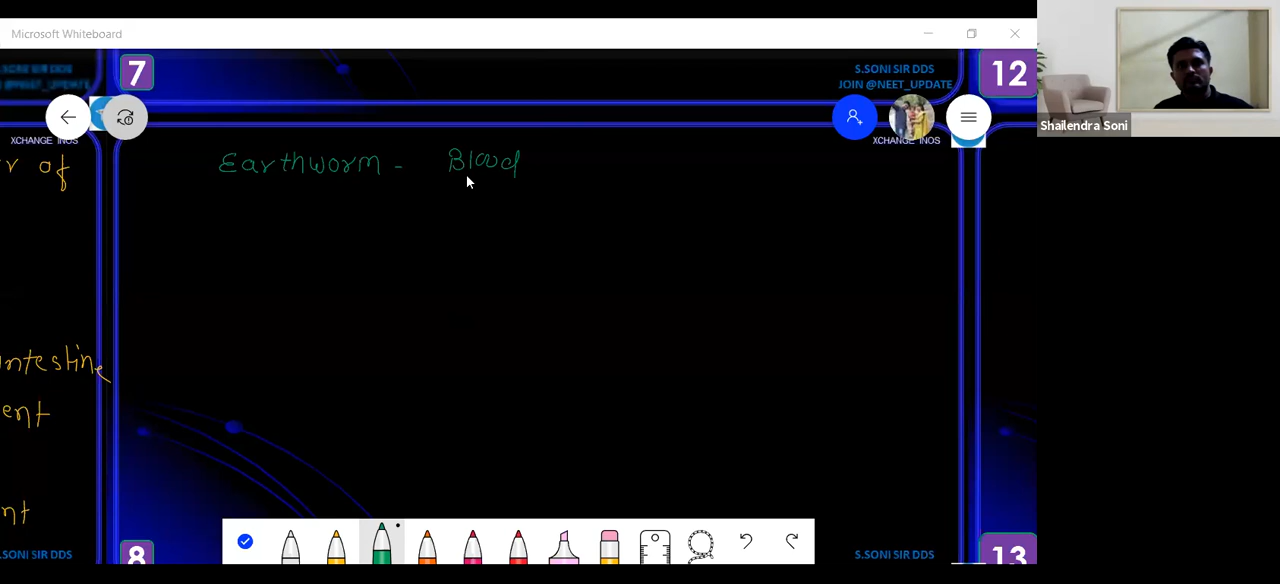 Microsoft Whiteboard
7
S.SONI SIR DDS
JOIN @NEET_UPDATE
12
XCHANGE INOS
XCHANGE INOS
Shailendra Soni
r of
Earthworm - Blood
intestine
ent
nt
.SONI SIR DDS
8
S.SONI SIR DDS
13